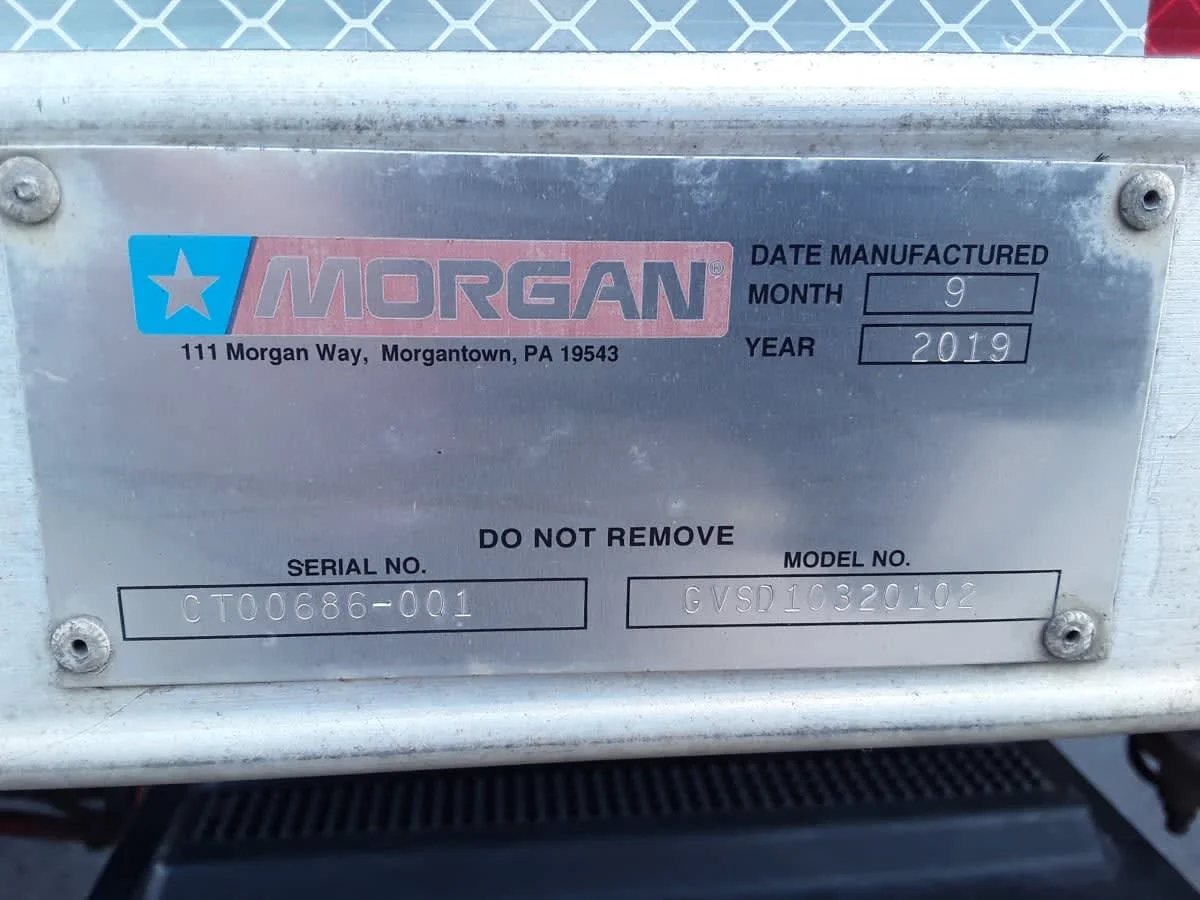 MORGAN®
111 Morgan Way, Morgantown, PA 19543
DATE MANUFACTURED
MONTH 9
YEAR 2019
DO NOT REMOVE
SERIAL NO.
CT00686-001
MODEL NO.
GVSD10320102